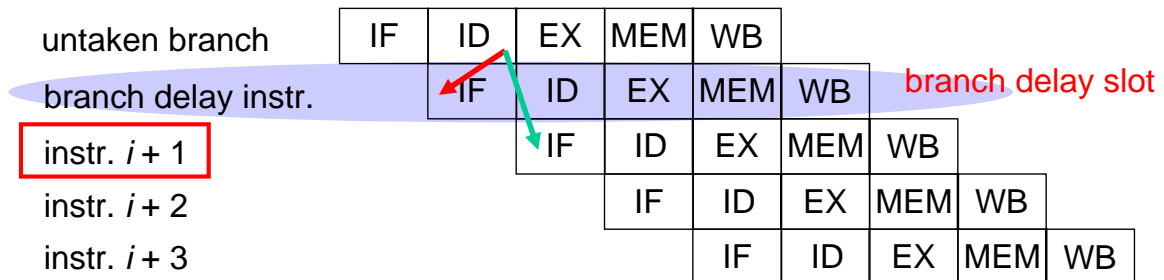 untaken branch IF ID EX MEM WB
branch delay instr. IF ID EX MEM WB branch delay slot
instr. i + 1 IF ID EX MEM WB
instr. i + 2 IF ID EX MEM WB
instr. i + 3 IF ID EX MEM WB